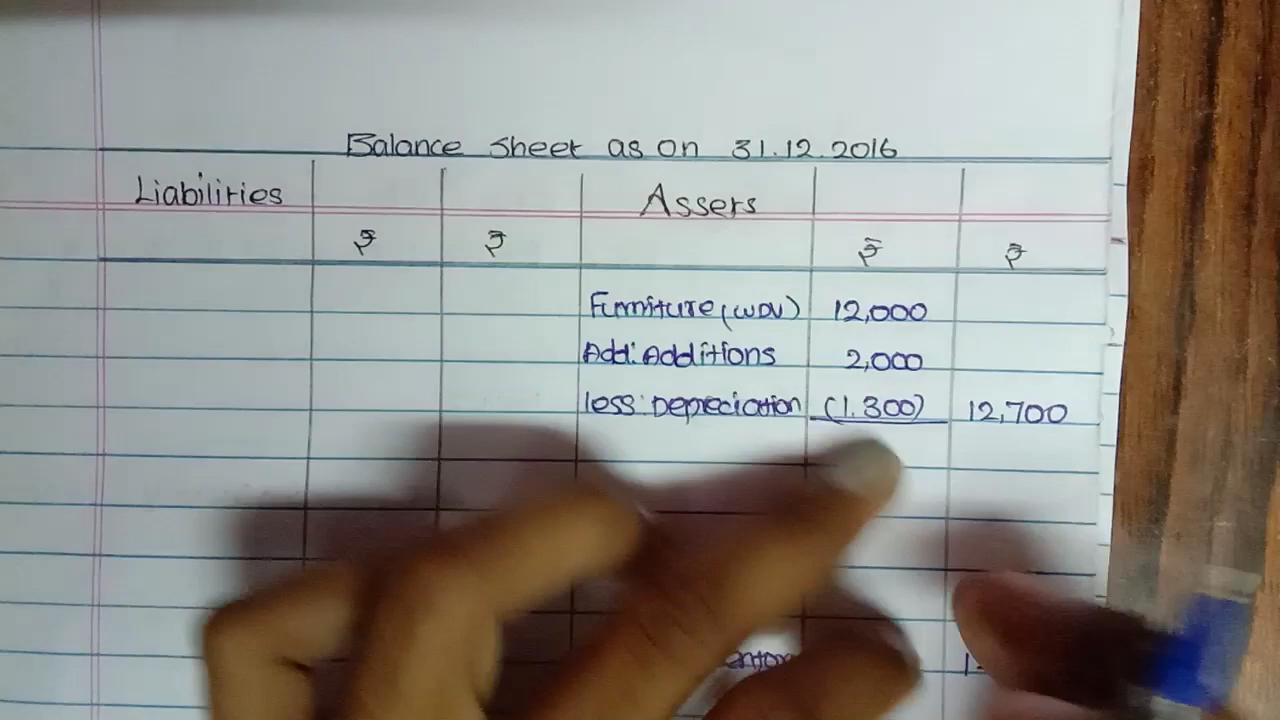 Balance Sheet as on 31.12.2016
Liabilities Assets
₹ ₹ ₹ ₹
Furniture (WDV) 12,000
Add: Additions 2,000
less: Depreciation (1,300) 12,700